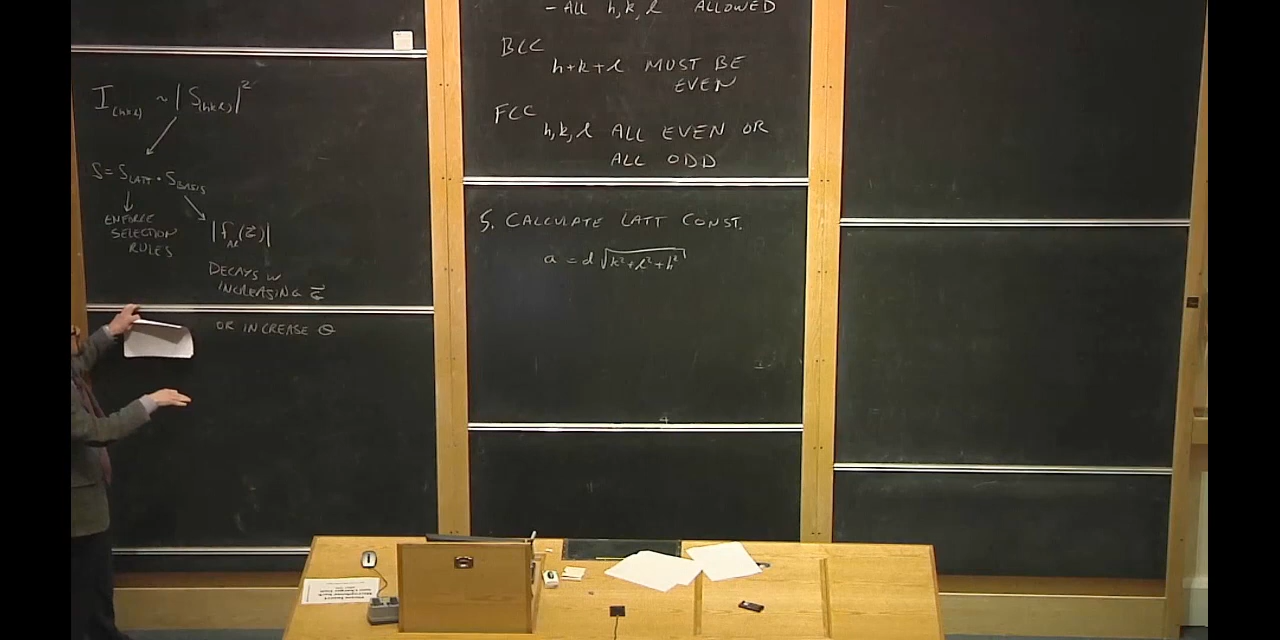 I(hkl) ~ |S(hkl)|²
S = S_LATT · S_BASIS
ENFORCE
SELECTION
RULES
|f_Al(G)|
DECAYS W
INCREASING G
OR INCREASE θ
- ALL h, k, l ALLOWED
BCC
h+k+l MUST BE
EVEN
FCC
h, k, l ALL EVEN OR
ALL ODD
5. CALCULATE LATT CONST.
a = d √k²+l²+h²